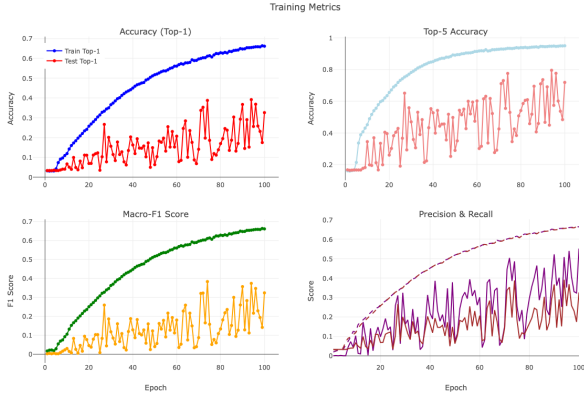 Training Metrics
Accuracy (Top-1)
Top-5 Accuracy
Train Top-1
Test Top-1
Accuracy
0.7
0.6
0.5
0.4
0.3
0.2
0.1
0
0 20 40 60 80 100
Accuracy
1
0.8
0.6
0.4
0.2
0
0 20 40 60 80 100
Macro-F1 Score
Precision & Recall
F1 Score
0.7
0.6
0.5
0.4
0.3
0.2
0.1
0
0 20 40 60 80 100
Epoch
Score
0.7
0.6
0.5
0.4
0.3
0.2
0.1
0
20 40 60 80 100
Epoch